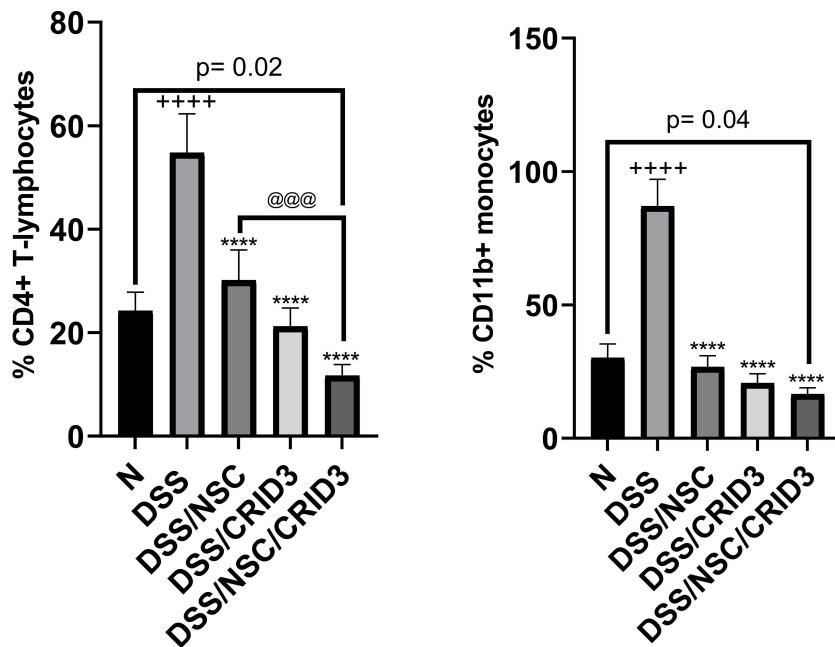 % CD4+ T-lymphocytes
80
60
40
20
0
p= 0.02
++++
@@@
****
****
****
N
DSS
DSS/NSC
DSS/CRID3
DSS/NSC/CRID3
% CD11b+ monocytes
150
100
50
0
p= 0.04
++++
****
****
****
N
DSS
DSS/NSC
DSS/CRID3
DSS/NSC/CRID3